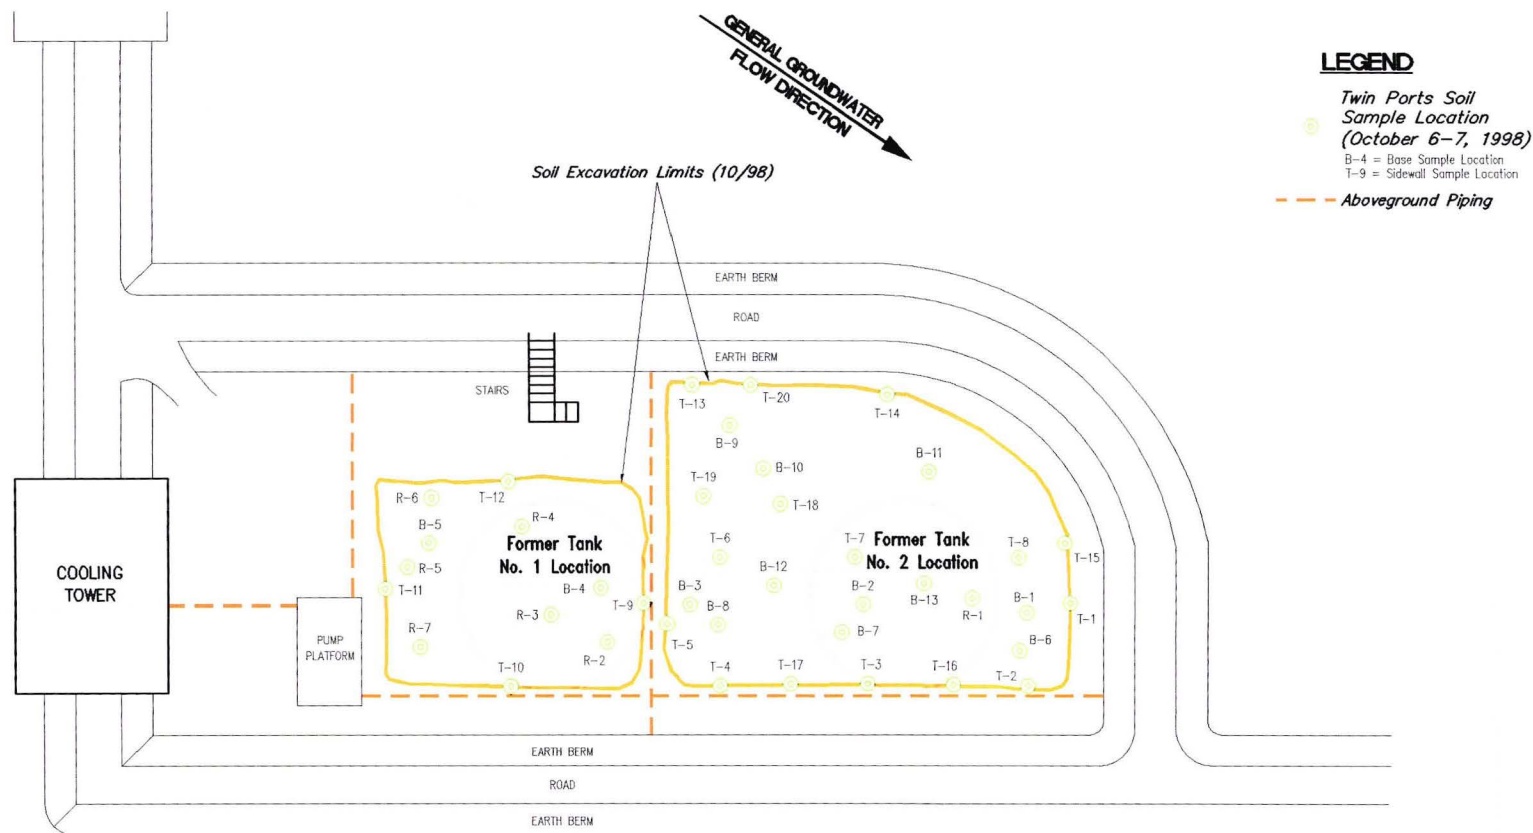 GENERAL GROUNDWATER
FLOW DIRECTION
LEGEND
Twin Ports Soil
Sample Location
(October 6-7, 1998)
B-4 = Base Sample Location
T-9 = Sidewall Sample Location
Aboveground Piping
Soil Excavation Limits (10/98)
EARTH BERM
ROAD
EARTH BERM
STAIRS
T-13
T-20
T-14
B-9
B-11
B-10
T-19
T-18
T-12
R-6
R-4
B-5
Former Tank
No. 1 Location
T-6
T-7
Former Tank
No. 2 Location
T-8
T-15
COOLING
TOWER
R-5
T-11
B-4
T-9
B-3
B-8
B-12
B-2
B-13
R-1
B-1
T-1
R-3
R-7
R-2
T-5
B-7
B-6
PUMP
PLATFORM
T-10
T-4
T-17
T-3
T-16
T-2
EARTH BERM
ROAD
EARTH BERM